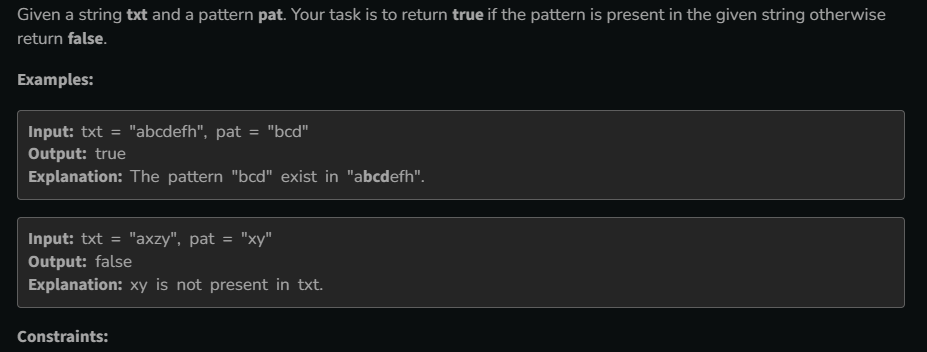 Given a string txt and a pattern pat. Your task is to return true if the pattern is present in the given string otherwise
return false.
Examples:
Input: txt = "abcdefh", pat = "bcd"
Output: true
Explanation: The pattern "bcd" exist in "abcdefh".
Input: txt = "axzy", pat = "xy"
Output: false
Explanation: xy is not present in txt.
Constraints: